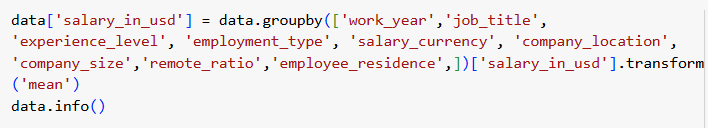 data['salary_in_usd'] = data.groupby(['work_year','job_title',
'experience_level', 'employment_type', 'salary_currency', 'company_location',
'company_size','remote_ratio','employee_residence',])['salary_in_usd'].transform
('mean')
data.info()